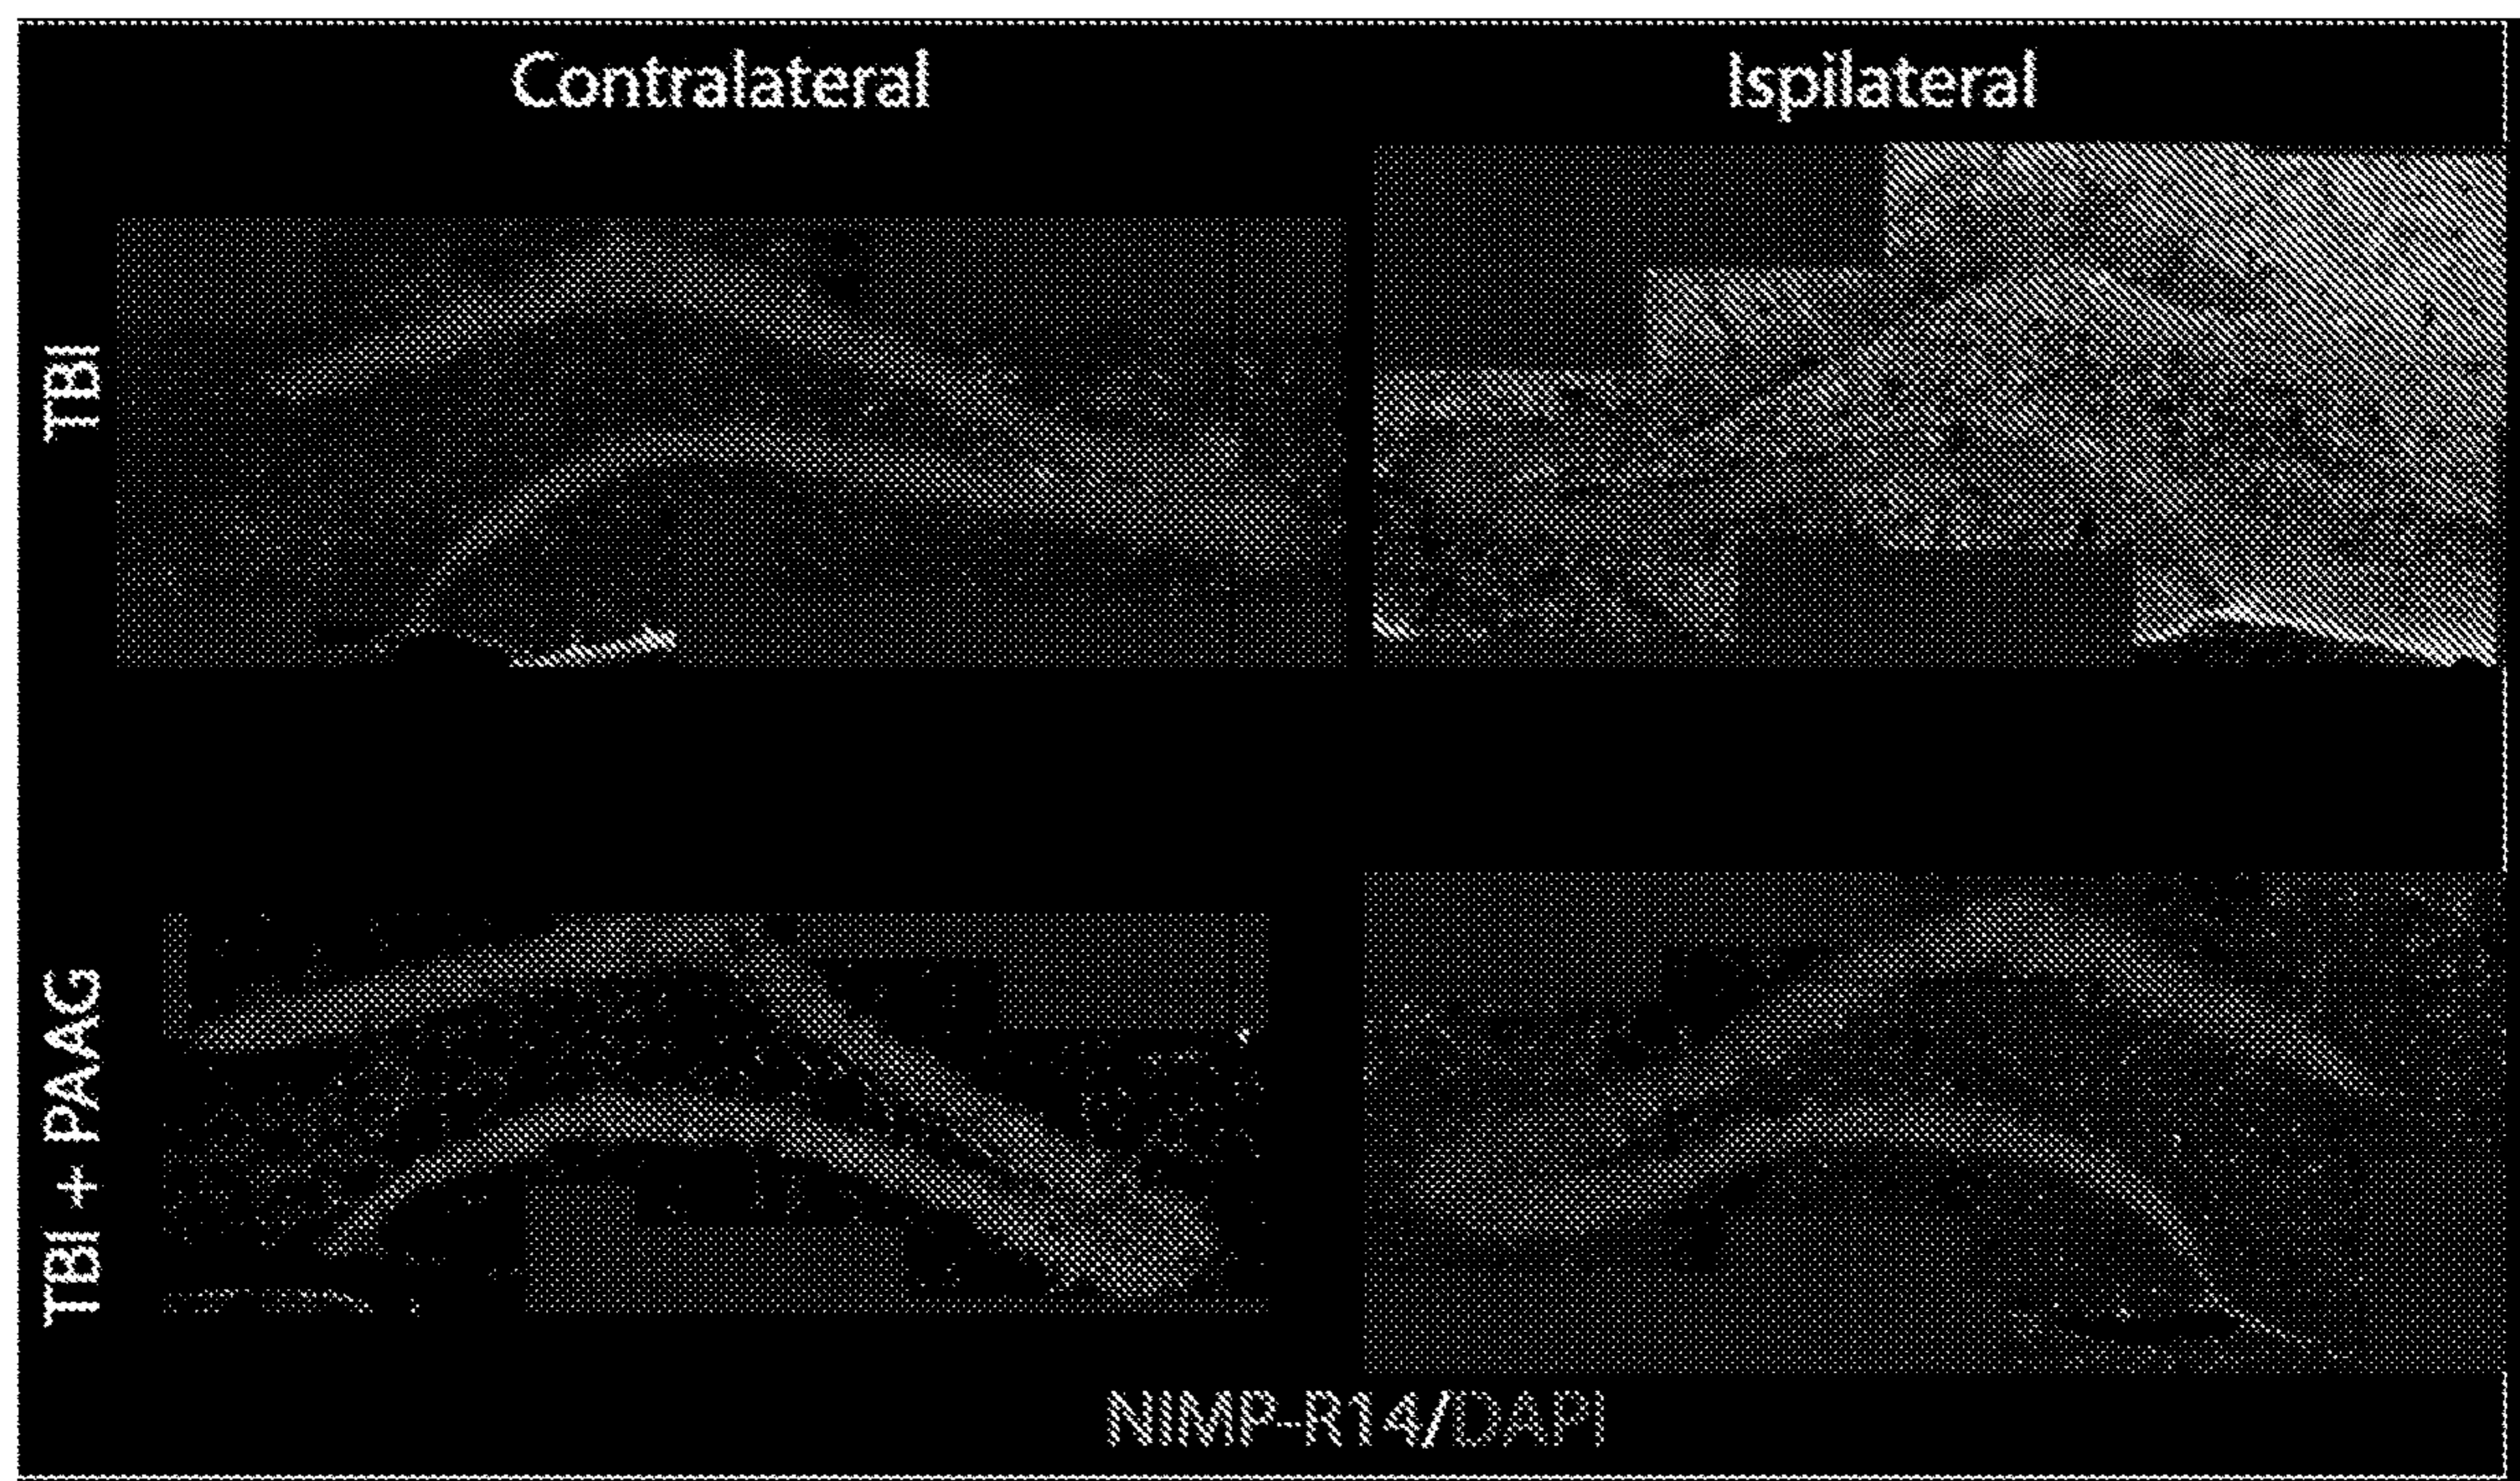 Contralateral Ispilateral
TBI
TBI + PAAG
NIMP-R14/DAPI